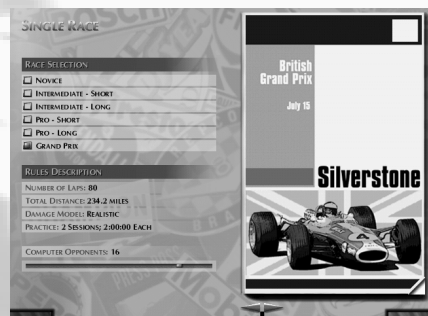 SINGLE RACE
RACE SELECTION
NOVICE
INTERMEDIATE - SHORT
INTERMEDIATE - LONG
PRO - SHORT
PRO - LONG
GRAND PRIX
RULES DESCRIPTION
NUMBER OF LAPS: 80
TOTAL DISTANCE: 234.2 MILES
DAMAGE MODEL: REALISTIC
PRACTICE: 2 SESSIONS; 2:00:00 EACH
COMPUTER OPPONENTS: 16
British
Grand Prix
July 15
Silverstone